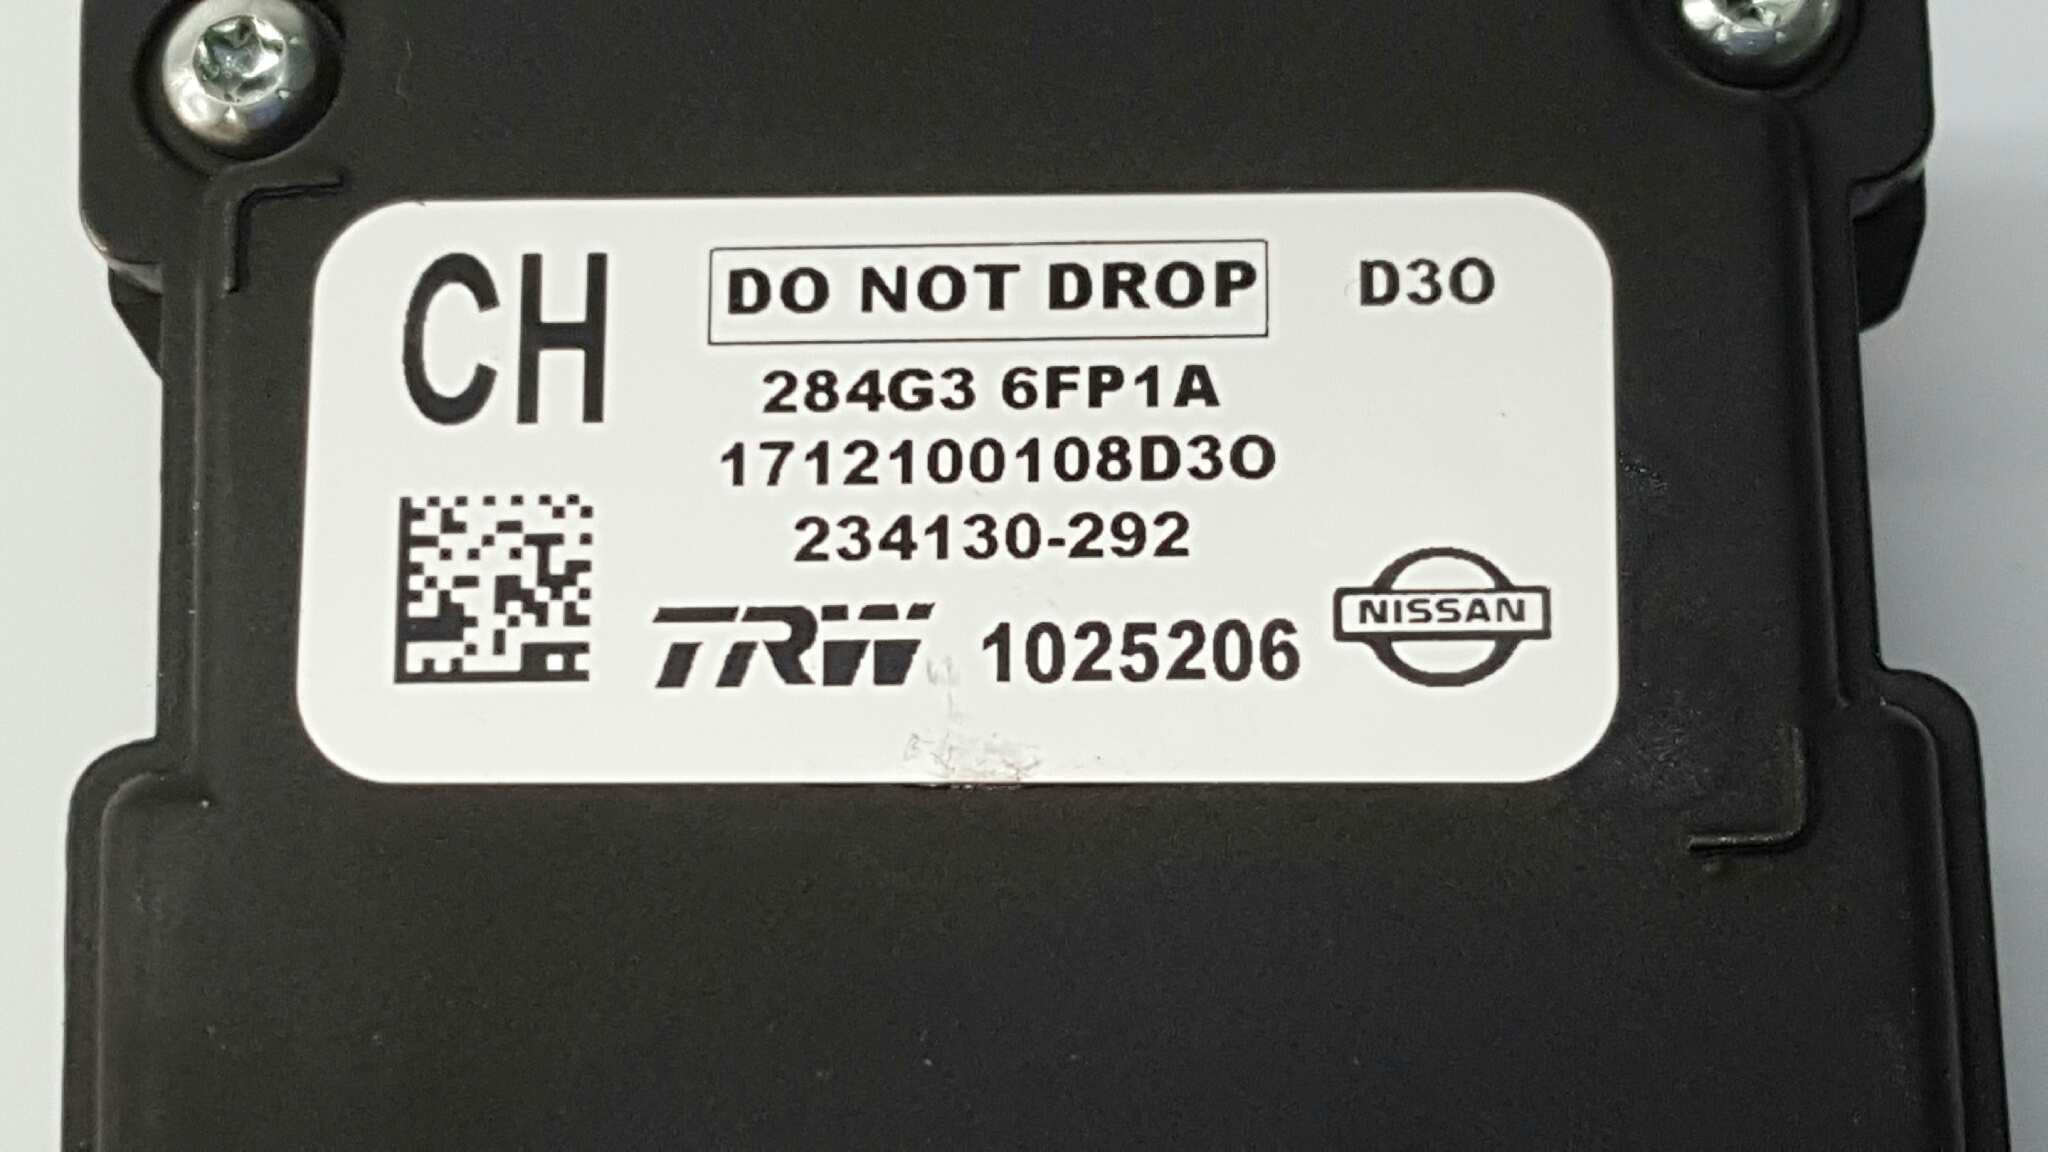 CH
DO NOT DROP
D3O
284G3 6FP1A
1712100108D3O
234130-292
TRW 1025206
NISSAN